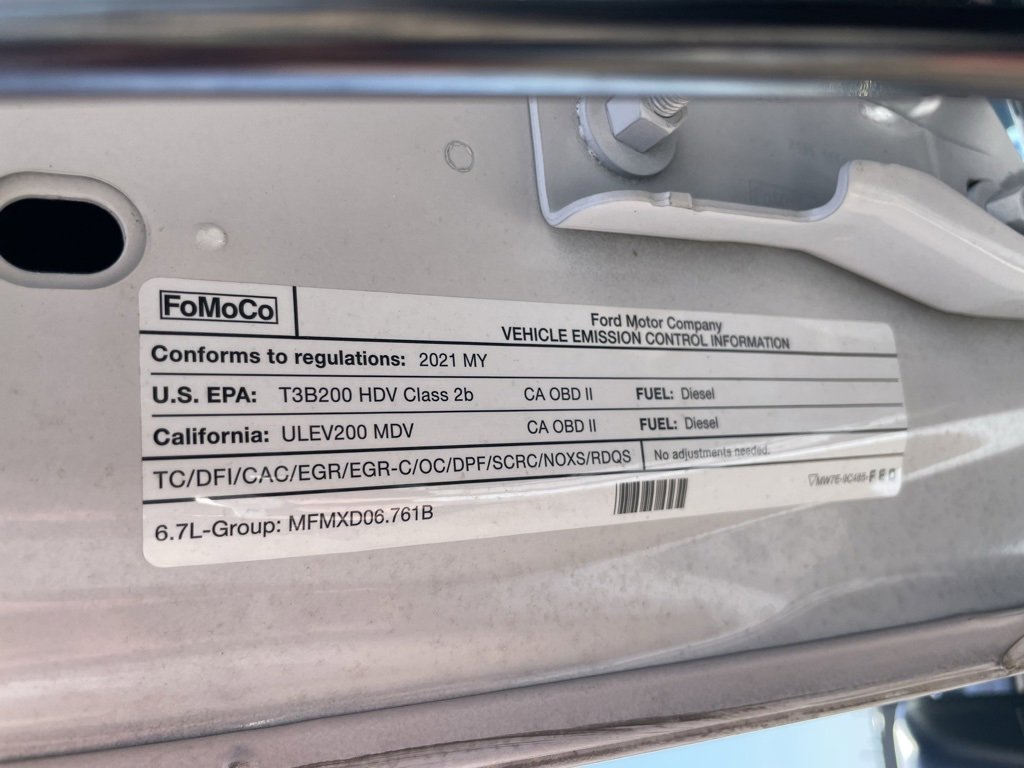 FoMoCo
Ford Motor Company
VEHICLE EMISSION CONTROL INFORMATION
Conforms to regulations: 2021 MY
U.S. EPA: T3B200 HDV Class 2b CA OBD II FUEL: Diesel
California: ULEV200 MDV CA OBD II FUEL: Diesel
TC/DFI/CAC/EGR/EGR-C/OC/DPF/SCRC/NOXS/RDQS No adjustments needed.
6.7L-Group: MFMXD06.761B